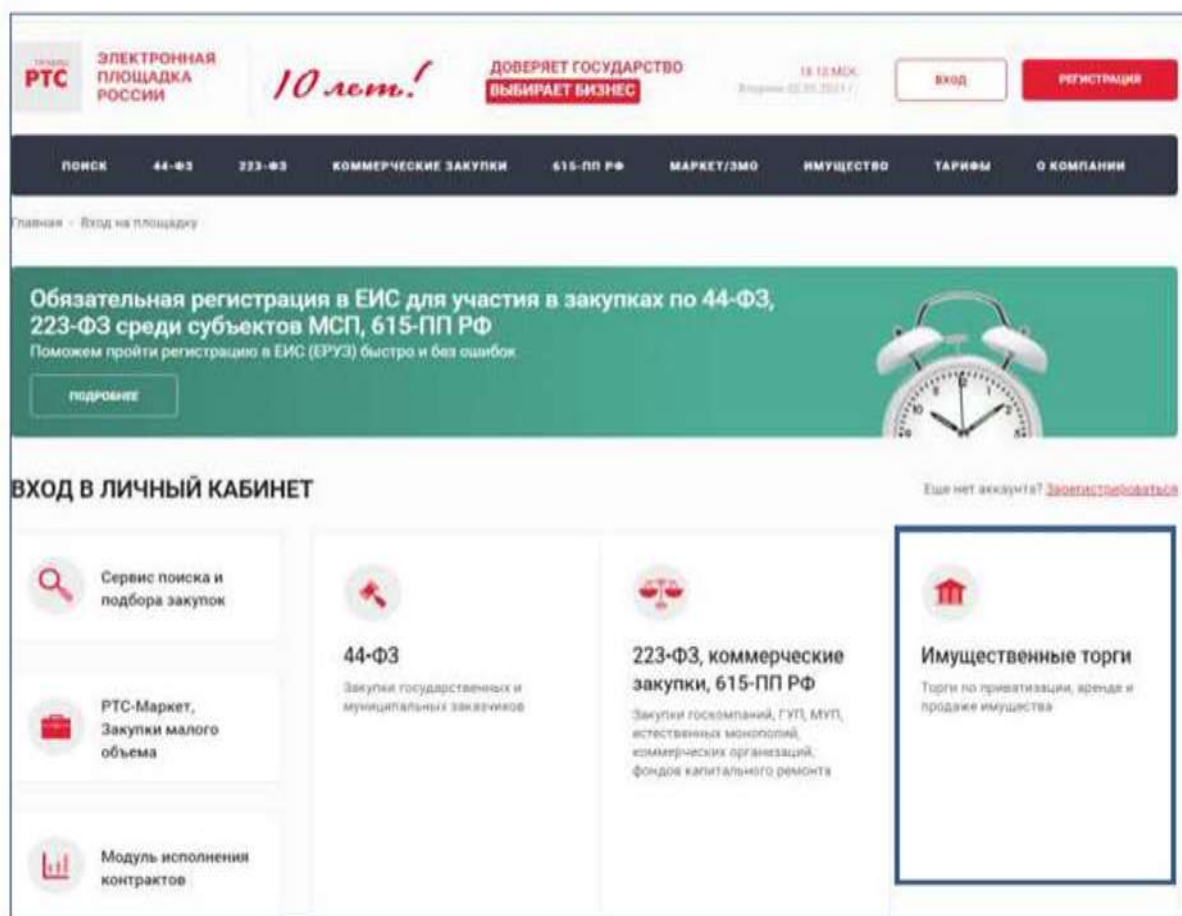 РТС
ЭЛЕКТРОННАЯ
ПЛОЩАДКА
РОССИИ
10 лет!
ДОВЕРЯЕТ ГОСУДАРСТВО
ВЫБИРАЕТ БИЗНЕС
МСК
ВХОД
РЕГИСТРАЦИЯ
ПОИСК 44-ФЗ 223-ФЗ КОММЕРЧЕСКИЕ ЗАКУПКИ 615-ПП РФ МАРКЕТ/ЗМО ИМУЩЕСТВО ТАРИФЫ О КОМПАНИИ
Главная - Вход на площадку
Обязательная регистрация в ЕИС для участия в закупках по 44-ФЗ,
223-ФЗ среди субъектов МСП, 615-ПП РФ
Поможем пройти регистрацию в ЕИС (ЕРУЗ) быстро и без ошибок
ПОДРОБНЕЕ
ВХОД В ЛИЧНЫЙ КАБИНЕТ
Еще нет аккаунта? Зарегистрироваться
Сервис поиска и
подбора закупок
РТС-Маркет,
Закупки малого
объема
Модуль исполнения
контрактов
44-ФЗ
Закупки государственных и
муниципальных заказчиков
223-ФЗ, коммерческие
закупки, 615-ПП РФ
Закупки госкомпаний, ГУП, МУП,
естественных монополий,
коммерческих организаций,
фондов капитального ремонта
Имущественные торги
Торги по приватизации, аренде и
продаже имущества